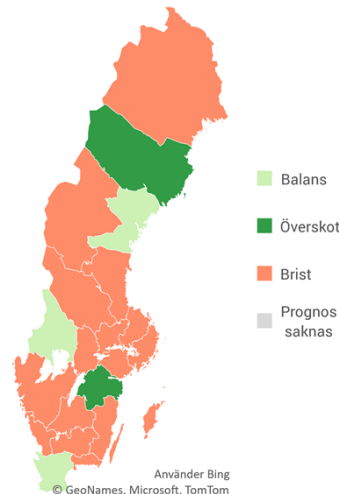 Balans
Överskot
Brist
Prognos
saknas
Använder Bing
© GeoNames, Microsoft, TomTom